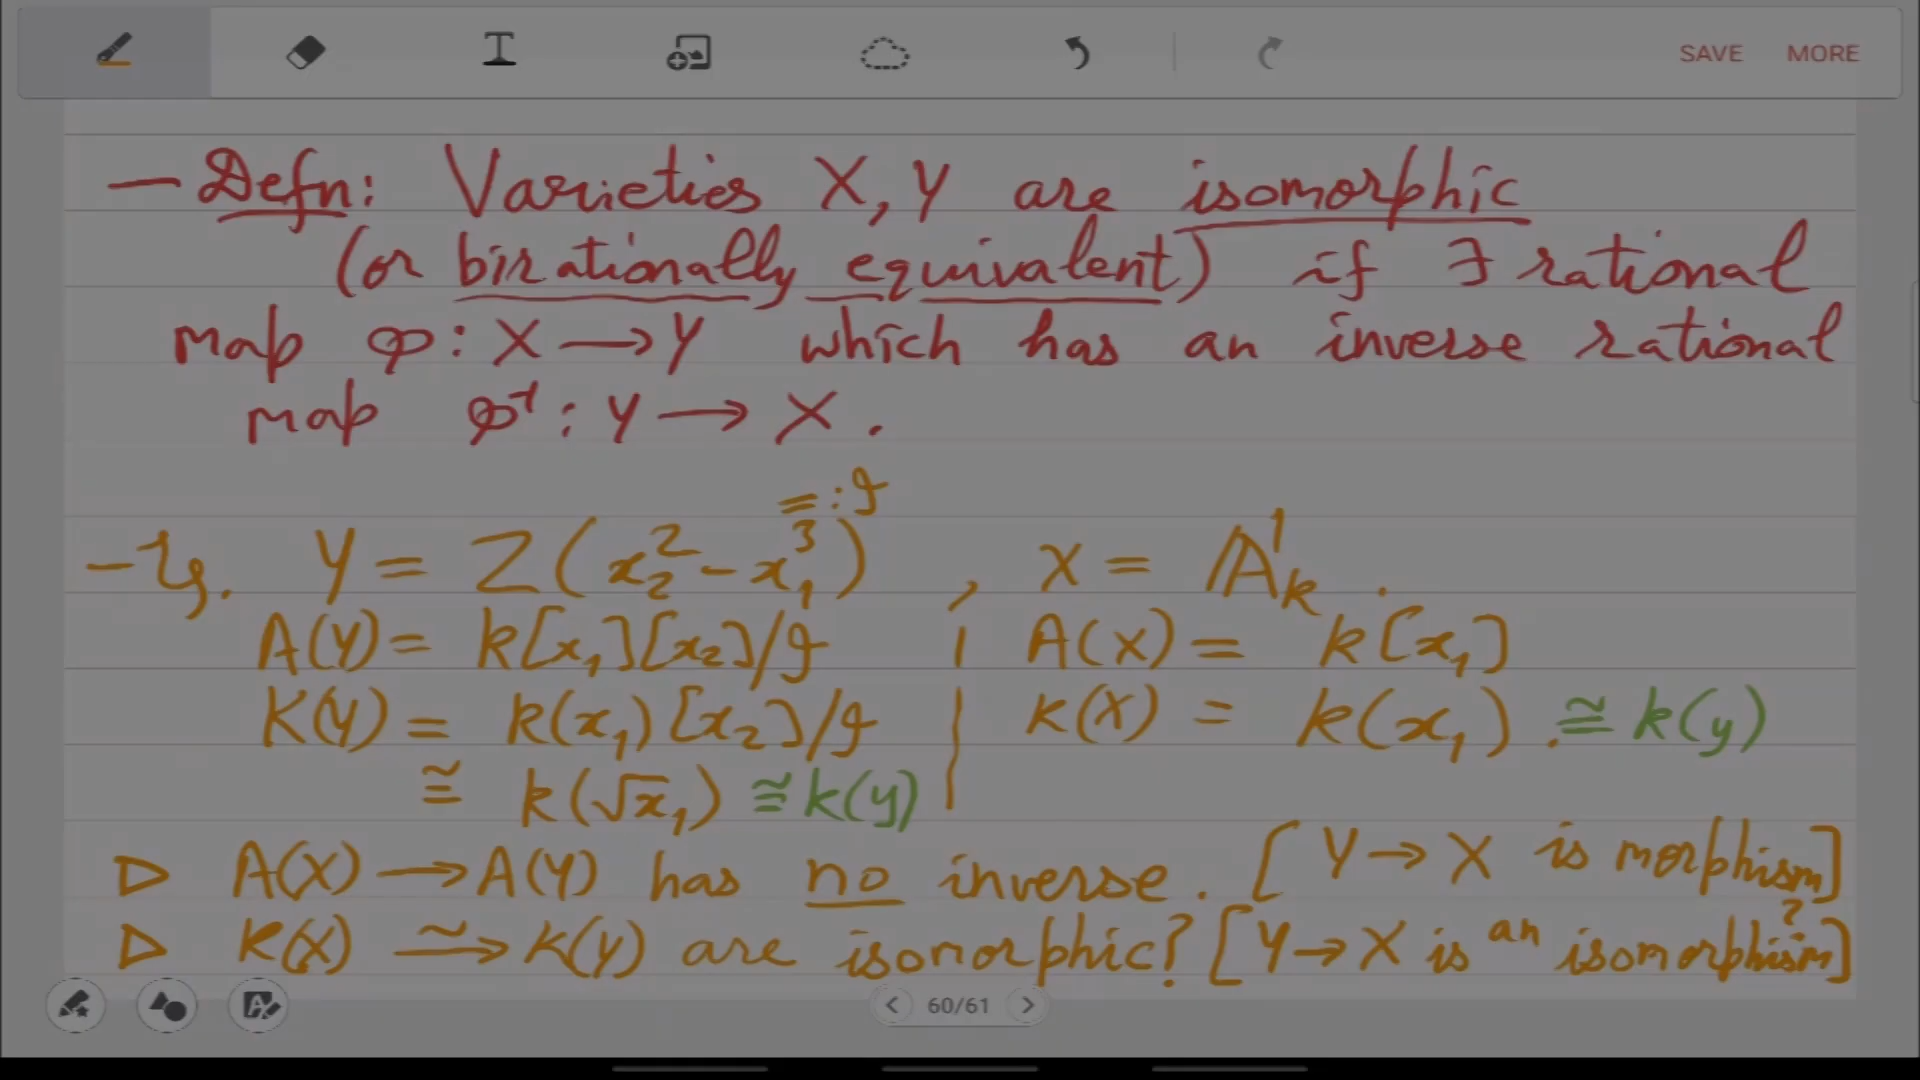 SAVE MORE
— Defn: Varieties X, Y are isomorphic
(or birationally equivalent) if ∃ rational
map φ: X → Y which has an inverse rational
map φ⁻¹: Y → X.
=: g
- Eg. Y = Z(x₂² - x₁³), X = 𝔸¹ₖ.
A(Y) = k[x₁][x₂]/g | A(X) = k[x₁]
K(Y) = k(x₁)[x₂]/g | K(X) = k(x₁). ≅ k(y)
≅ k(√x₁) ≅ k(y)
▷ A(X) → A(Y) has no inverse. [Y → X is morphism]
▷ K(X) ⥲ K(Y) are isomorphic? [Y → X is an isomorphism?]
60/61